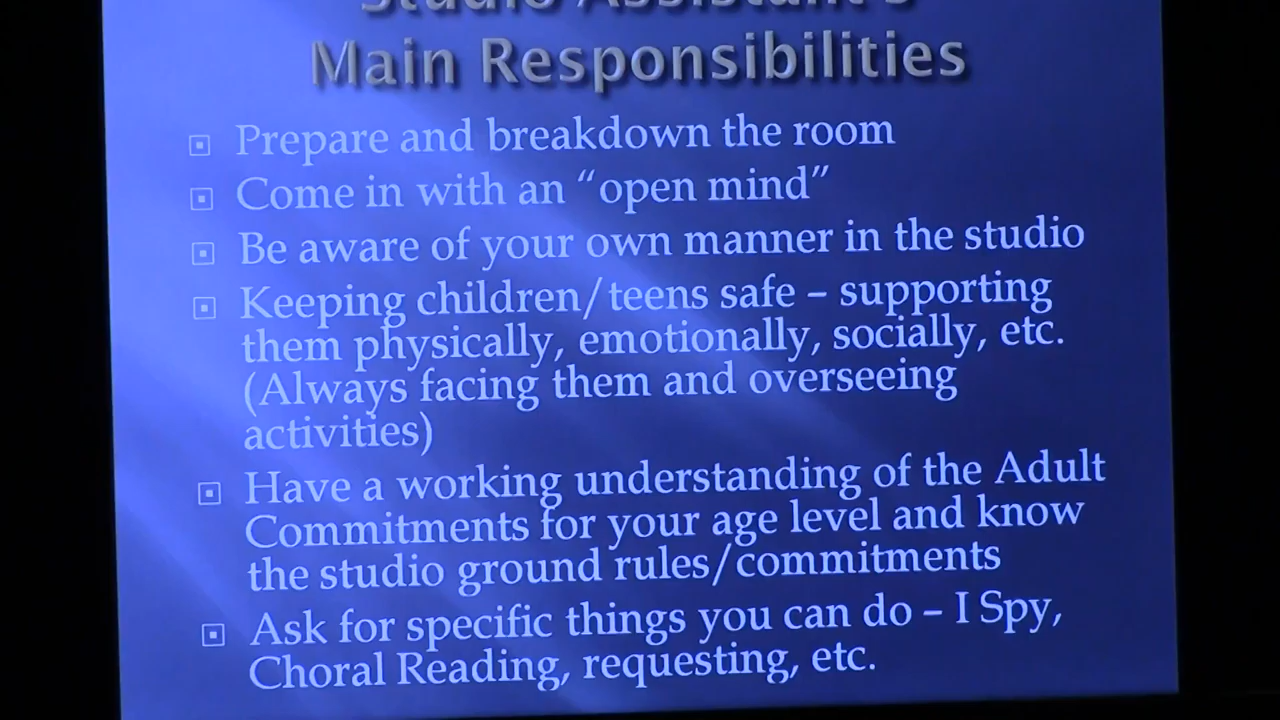 Studio Assistant's
Main Responsibilities
Prepare and breakdown the room
Come in with an “open mind”
Be aware of your own manner in the studio
Keeping children/teens safe – supporting
them physically, emotionally, socially, etc.
(Always facing them and overseeing
activities)
Have a working understanding of the Adult
Commitments for your age level and know
the studio ground rules/commitments
Ask for specific things you can do – I Spy,
Choral Reading, requesting, etc.